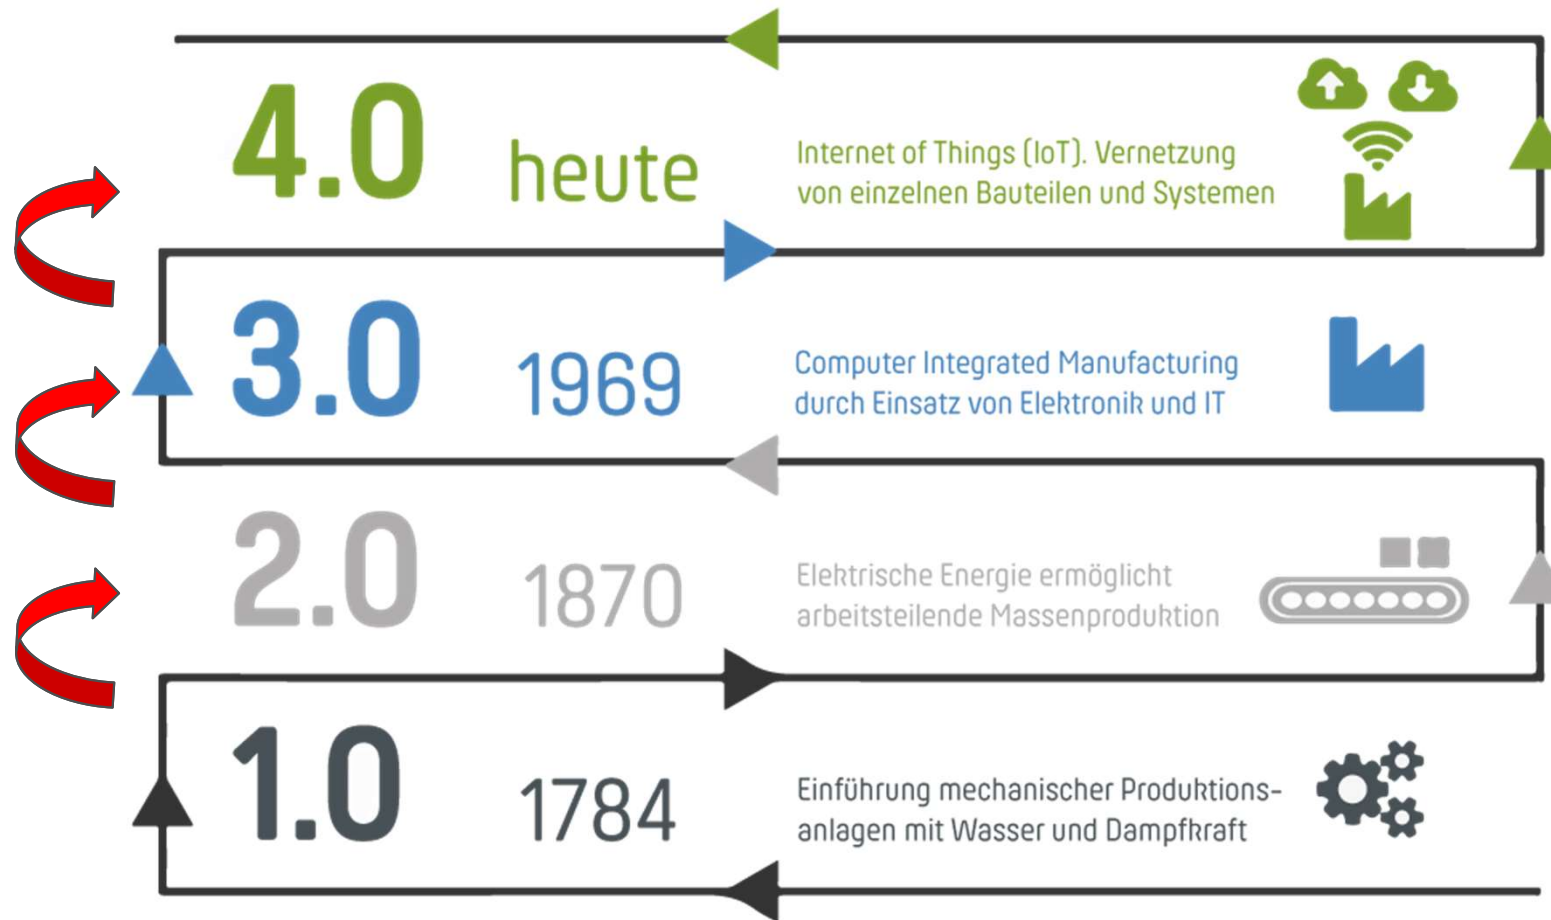 4.0
heute
Internet of Things (IoT). Vernetzung
von einzelnen Bauteilen und Systemen
3.0
1969
Computer Integrated Manufacturing
durch Einsatz von Elektronik und IT
2.0
1870
Elektrische Energie ermöglicht
arbeitsteilende Massenproduktion
1.0
1784
Einführung mechanischer Produktions-
anlagen mit Wasser und Dampfkraft